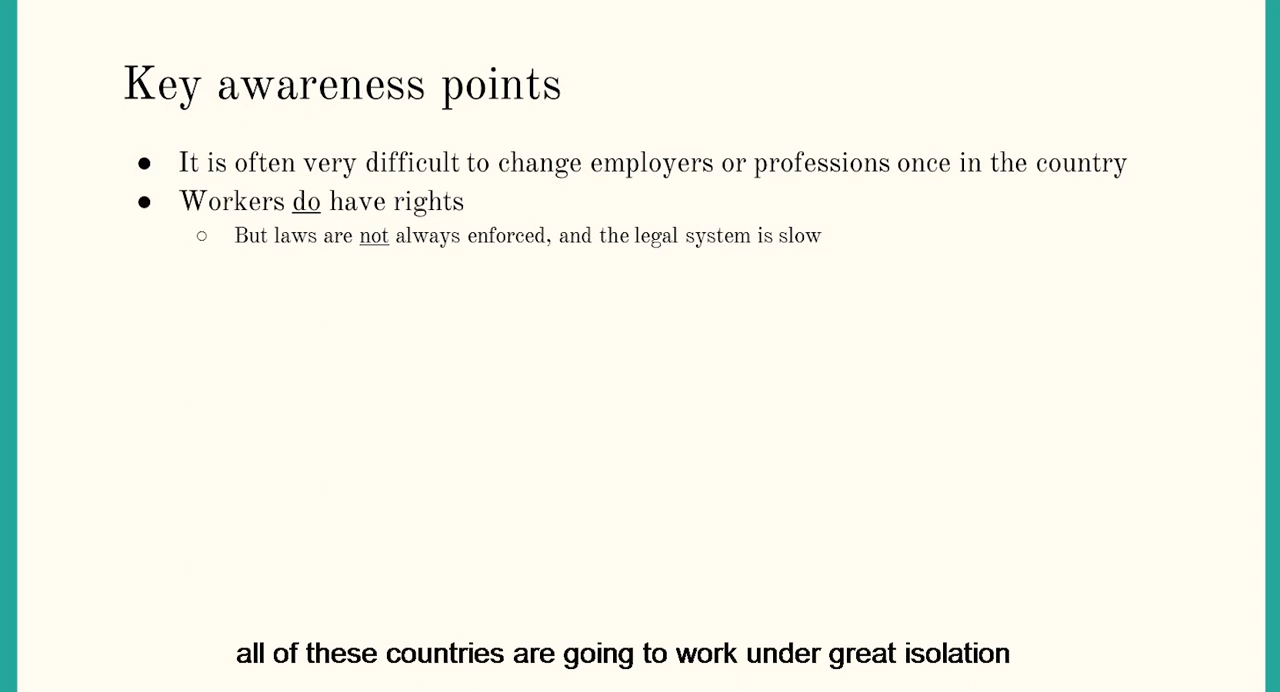 Key awareness points
● It is often very difficult to change employers or professions once in the country
● Workers do have rights
○ But laws are not always enforced, and the legal system is slow
all of these countries are going to work under great isolation